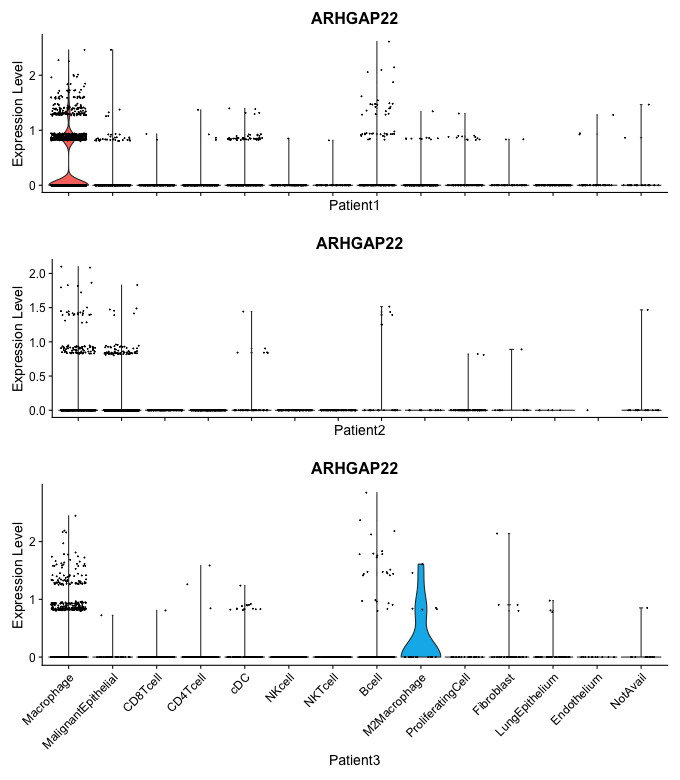 ARHGAP22
Expression Level
2
1
0
Patient1
ARHGAP22
Expression Level
2.0
1.5
1.0
0.5
0.0
Patient2
ARHGAP22
Expression Level
2
1
0
Macrophage
MalignantEpithelial
CD8Tcell
CD4Tcell
cDC
NKcell
NKTcell
Bcell
M2Macrophage
ProliferatingCell
Fibroblast
LungEpithelium
Endothelium
NotAvail
Patient3